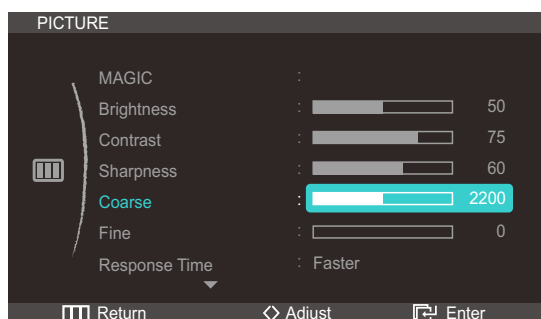 PICTURE
MAGIC :
Brightness : 50
Contrast : 75
Sharpness : 60
Coarse : 2200
Fine : 0
Response Time : Faster
Return Adjust Enter